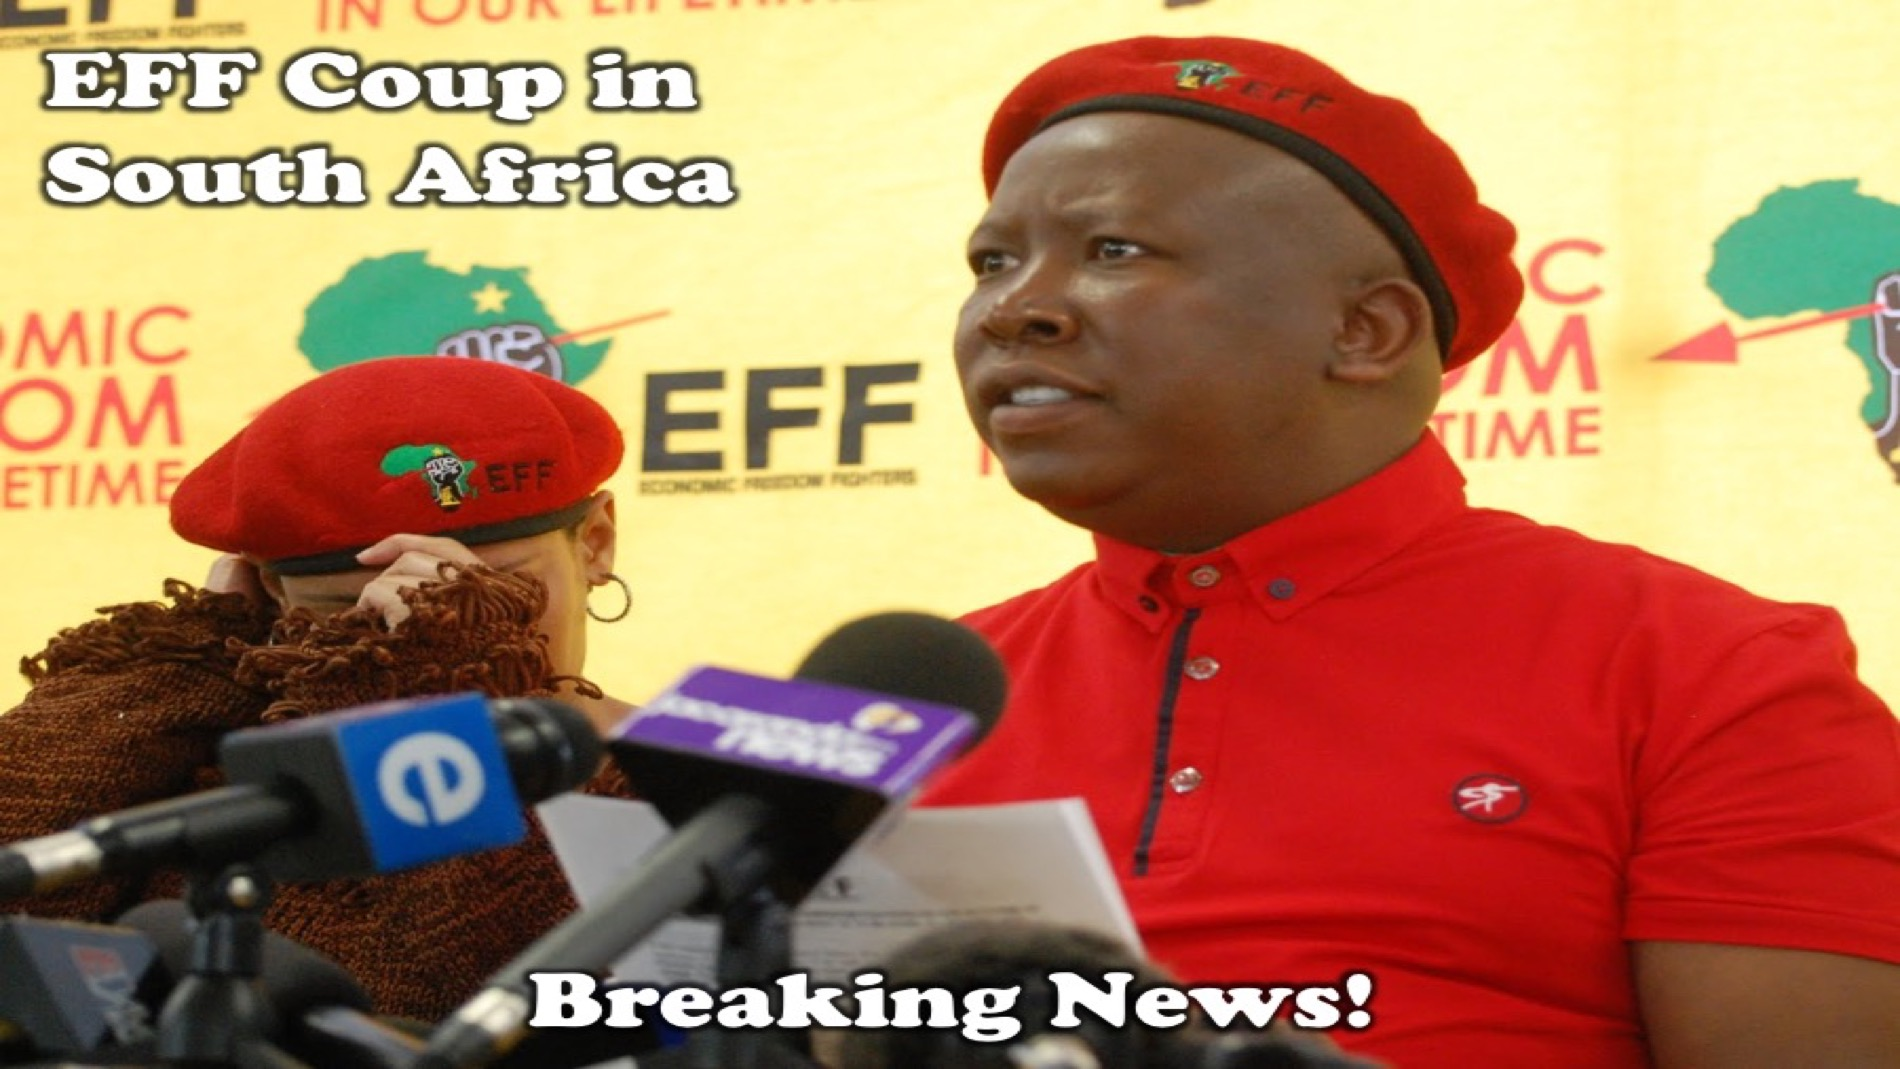 IN OUR LIFETIME
ECONOMIC FREEDOM FIGHTERS
EFF Coup in
South Africa
OMIC
OM
ETIME
EFF
ECONOMIC FREEDOM FIGHTERS
EFF
EFF
C
OM
TIME
e
news
Breaking News!